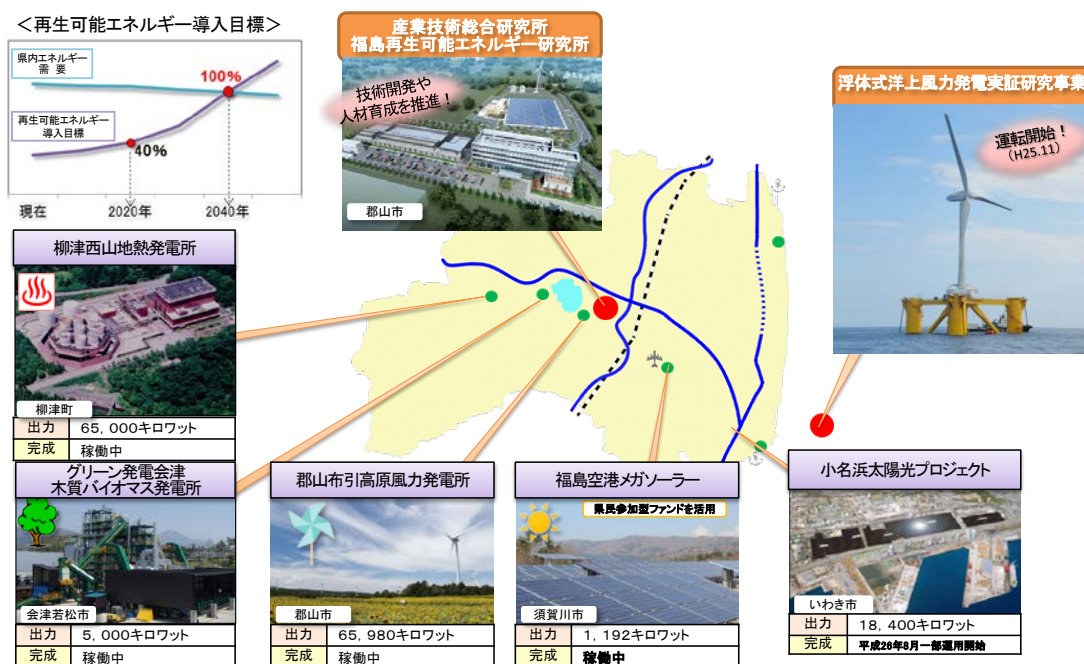 ＜再生可能エネルギー導入目標＞
県内エネルギー
需 要
100%
再生可能エネルギー
導入目標
40%
現在
2020年
2040年
産業技術総合研究所
福島再生可能エネルギー研究所
技術開発や
人材育成を推進！
郡山市
浮体式洋上風力発電実証研究事業
運転開始！
（H25.11）
柳津西山地熱発電所
柳津町
出力 65，000キロワット
完成 稼働中
グリーン発電会津
木質バイオマス発電所
会津若松市
出力 5，000キロワット
完成 稼働中
郡山布引高原風力発電所
郡山市
出力 65，980キロワット
完成 稼働中
福島空港メガソーラー
県民参加型ファンドを活用
須賀川市
出力 1，192キロワット
完成 稼働中
小名浜太陽光プロジェクト
いわき市
出力 18，400キロワット
完成 平成26年8月一部運用開始